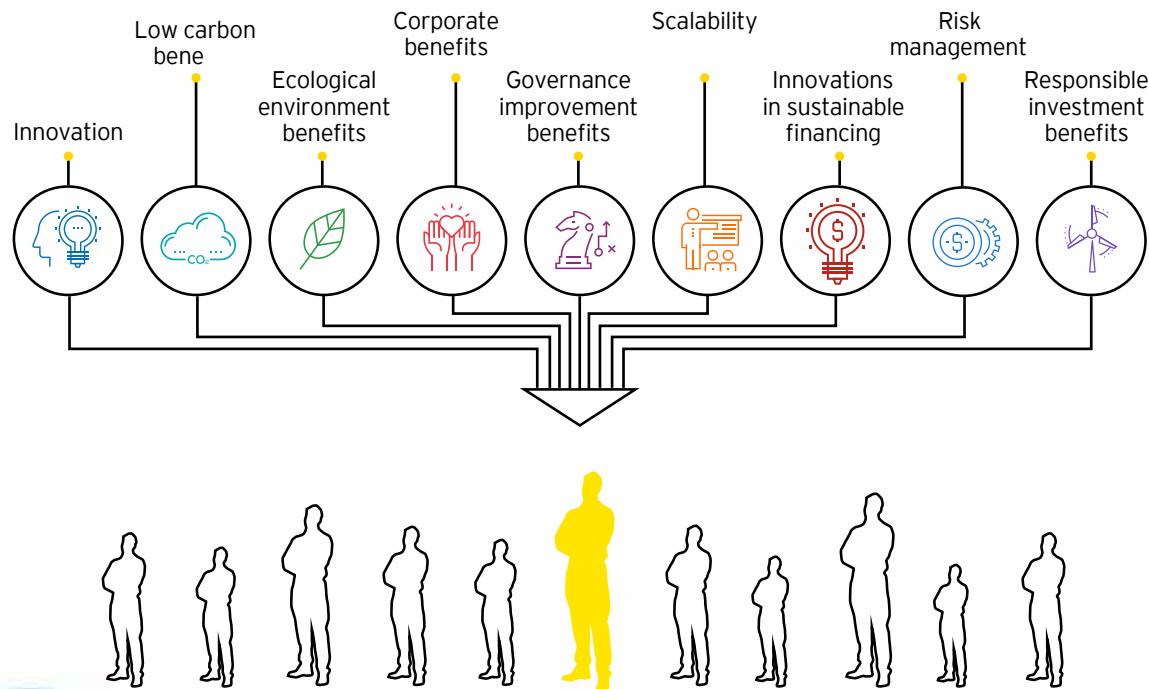 Innovation
Low carbon
bene
Ecological
environment
benefits
Corporate
benefits
Governance
improvement
benefits
Scalability
Innovations
in sustainable
financing
Risk
management
Responsible
investment
benefits
CO₂
$
$